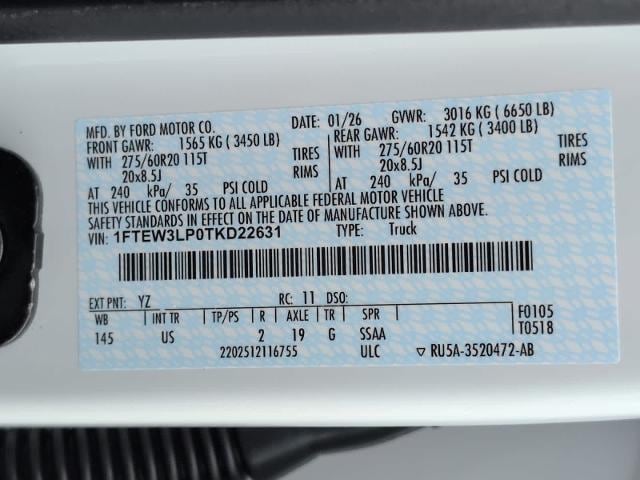 MFD. BY FORD MOTOR CO. DATE: 01/26 GVWR: 3016 KG ( 6650 LB)
FRONT GAWR: 1565 KG ( 3450 LB) REAR GAWR: 1542 KG ( 3400 LB)
WITH 275/60R20 115T TIRES WITH 275/60R20 115T TIRES
20x8.5J RIMS 20x8.5J RIMS
AT 240 kPa/ 35 PSI COLD AT 240 kPa/ 35 PSI COLD
THIS VEHICLE CONFORMS TO ALL APPLICABLE FEDERAL MOTOR VEHICLE
SAFETY STANDARDS IN EFFECT ON THE DATE OF MANUFACTURE SHOWN ABOVE.
VIN: 1FTEW3LP0TKD22631 TYPE: Truck
EXT PNT: YZ RC: 11 DSO:
WB INT TR TP/PS R AXLE TR SPR F0105
145 US 2 19 G SSAA T0518
2202512116755 ULC ▽ RU5A-3520472-AB